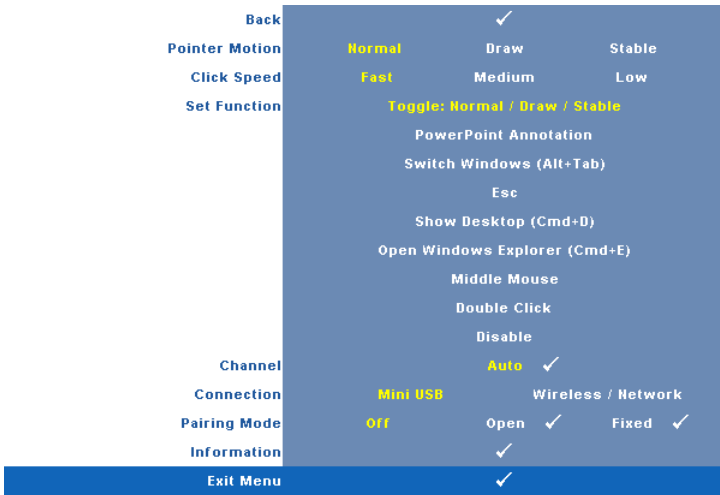 Back ✓
Pointer Motion Normal Draw Stable
Click Speed Fast Medium Low
Set Function Toggle: Normal / Draw / Stable
PowerPoint Annotation
Switch Windows (Alt+Tab)
Esc
Show Desktop (Cmd+D)
Open Windows Explorer (Cmd+E)
Middle Mouse
Double Click
Disable
Channel Auto ✓
Connection Mini USB Wireless / Network
Pairing Mode Off Open ✓ Fixed ✓
Information ✓
Exit Menu ✓